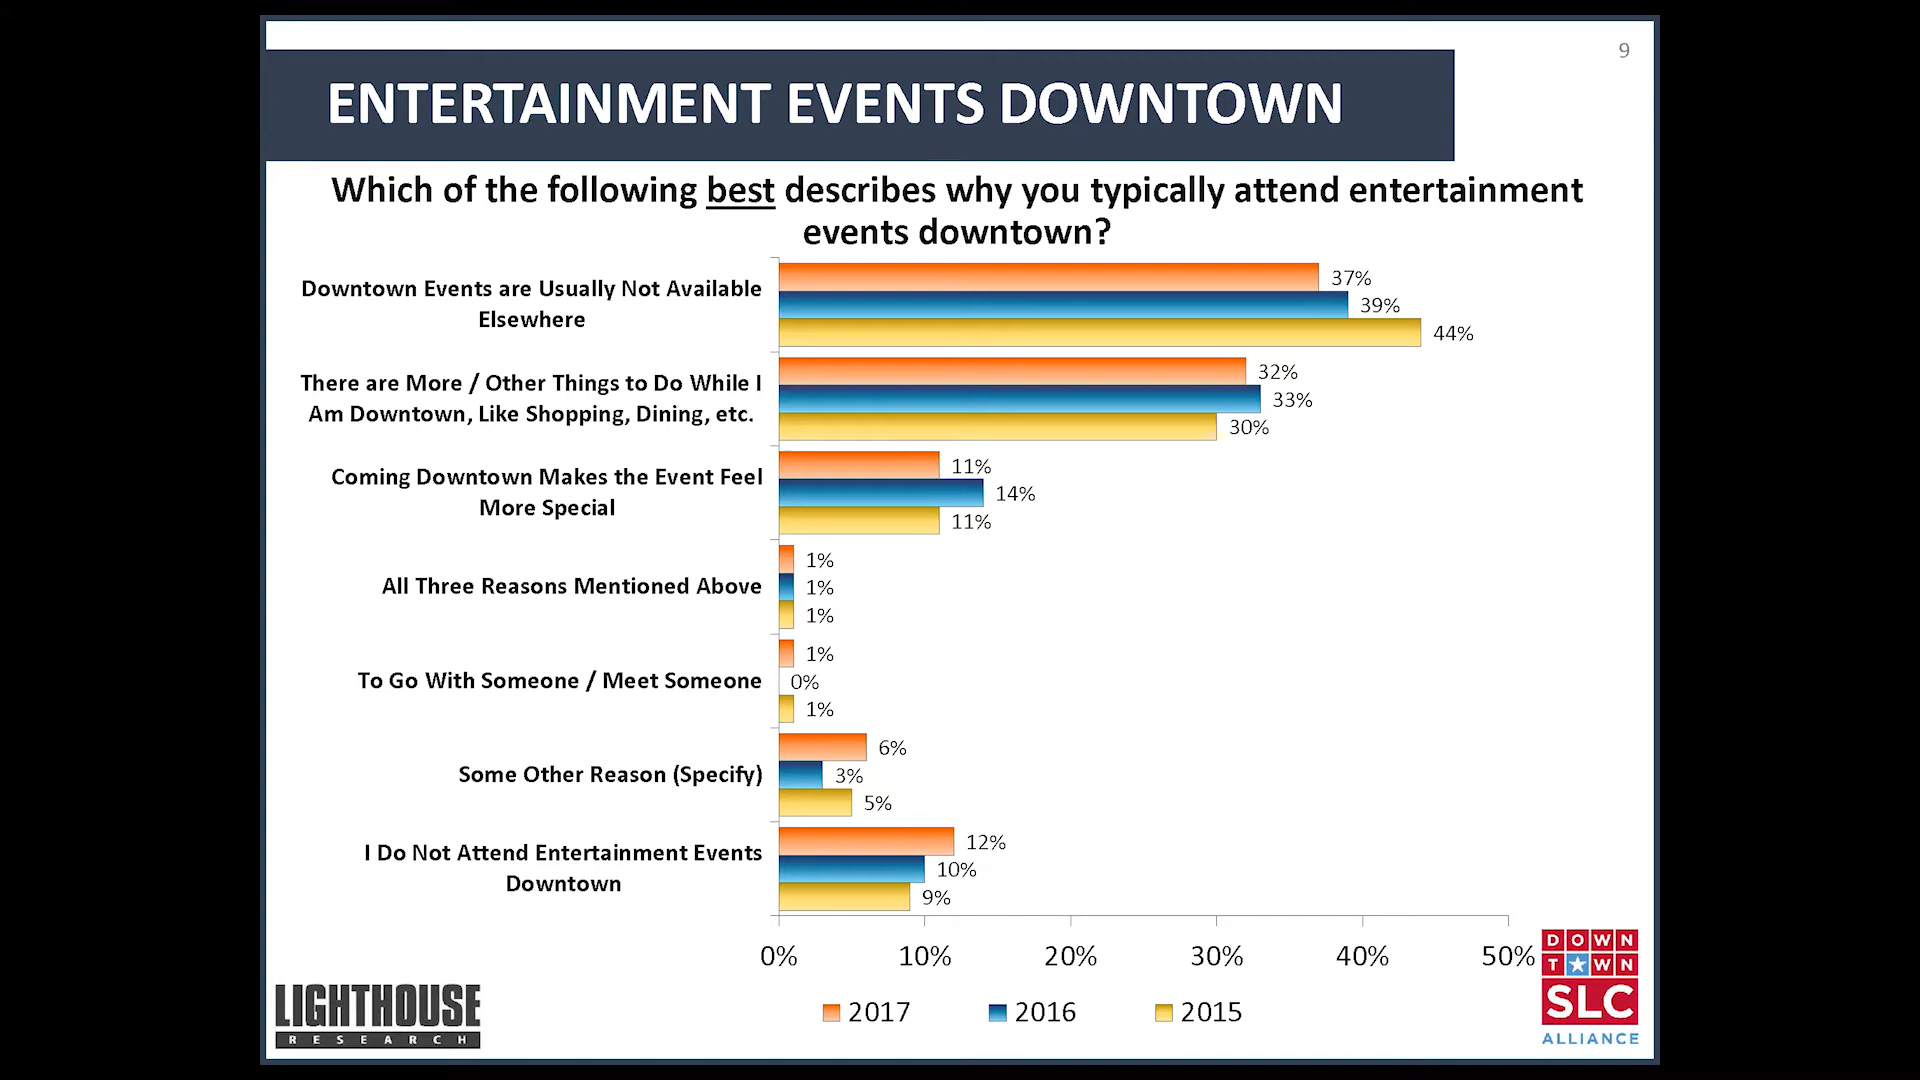 9
ENTERTAINMENT EVENTS DOWNTOWN
Which of the following best describes why you typically attend entertainment
events downtown?
Downtown Events are Usually Not Available
Elsewhere
37%
39%
44%
There are More / Other Things to Do While I
Am Downtown, Like Shopping, Dining, etc.
32%
33%
30%
Coming Downtown Makes the Event Feel
More Special
11%
14%
11%
All Three Reasons Mentioned Above
1%
1%
1%
To Go With Someone / Meet Someone
1%
0%
1%
Some Other Reason (Specify)
6%
3%
5%
I Do Not Attend Entertainment Events
Downtown
12%
10%
9%
0% 10% 20% 30% 40% 50%
2017 2016 2015
LIGHTHOUSE
RESEARCH
DOWN
T★WN
SLC
ALLIANCE